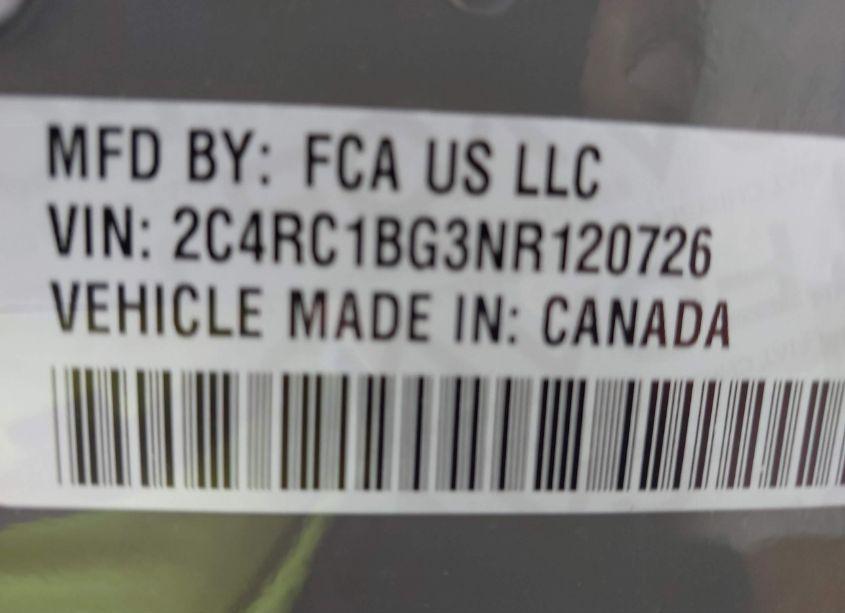 MFD BY: FCA US LLC
VIN: 2C4RC1BG3NR120726
VEHICLE MADE IN: CANADA